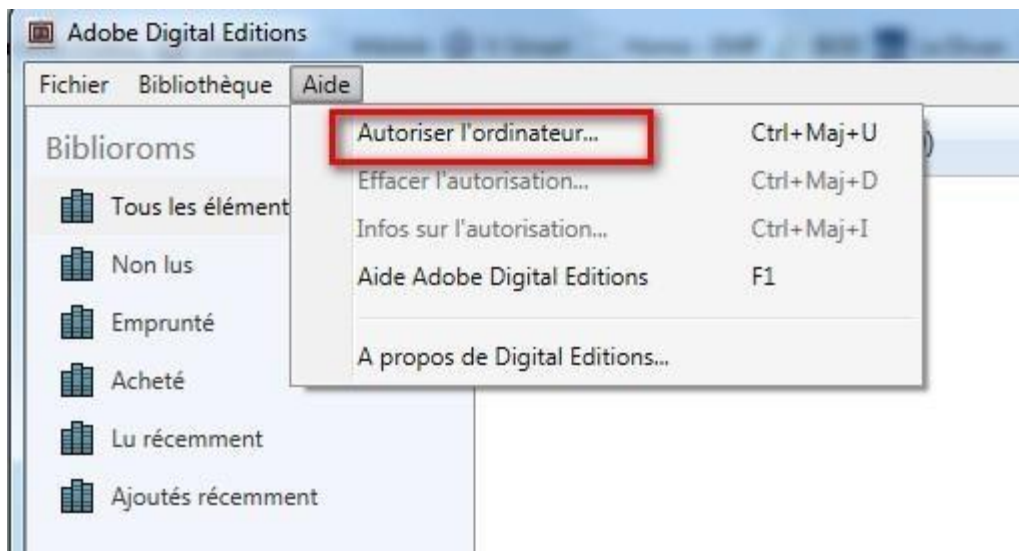 Adobe Digital Editions
Fichier Bibliothèque Aide
Biblioroms
Tous les élément
Non lus
Emprunté
Acheté
Lu récemment
Ajoutés récemment
Autoriser l'ordinateur... Ctrl+Maj+U
Effacer l'autorisation... Ctrl+Maj+D
Infos sur l'autorisation... Ctrl+Maj+I
Aide Adobe Digital Editions F1
A propos de Digital Editions...